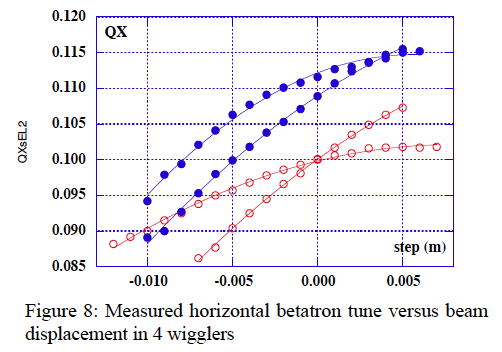 0.120
QX
0.115
0.110
0.105
QXsEL2
0.100
0.095
0.090
step (m)
0.085
-0.010 -0.005 0.000 0.005
Figure 8: Measured horizontal betatron tune versus beam
displacement in 4 wigglers